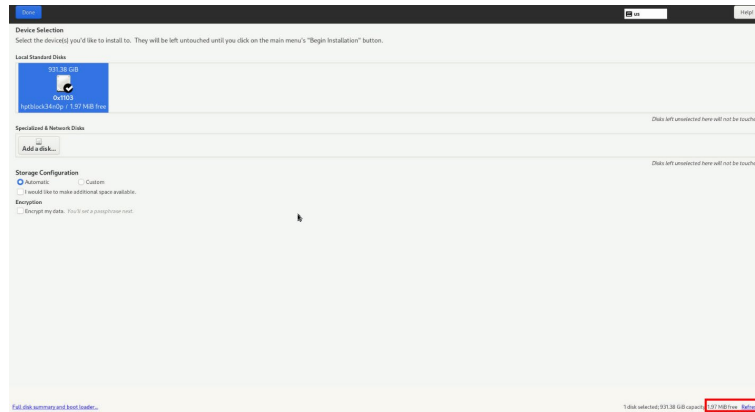 Done
us
Help!
Device Selection
Select the device(s) you'd like to install to. They will be left untouched until you click on the main menu's "Begin Installation" button.
Local Standard Disks
931.38 GiB
0x1103
hptblock34n0p / 1.97 MiB free
Disks left unselected here will not be touche
Specialized & Network Disks
Add a disk...
Disks left unselected here will not be touche
Storage Configuration
Automatic Custom
I would like to make additional space available.
Encryption
Encrypt my data. You'll set a passphrase next.
Full disk summary and boot loader...
1 disk selected; 931.38 GiB capacity; 1.97 MiB free Refres